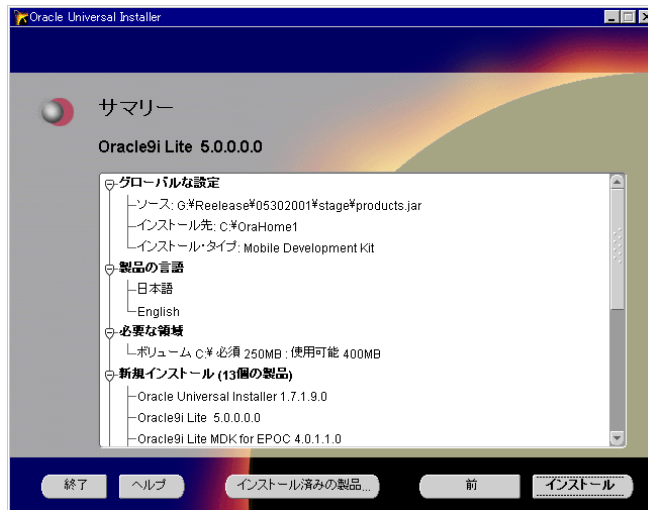 Oracle Universal Installer
サマリー
Oracle9i Lite 5.0.0.0.0
グローバルな設定
ソース: G:¥Reelease¥05302001¥stage¥products.jar
インストール先: C:¥OraHome1
インストール・タイプ: Mobile Development Kit
製品の言語
日本語
English
必要な領域
ボリューム C:¥ 必須 250MB : 使用可能 400MB
新規インストール (13個の製品)
Oracle Universal Installer 1.7.1.9.0
Oracle9i Lite 5.0.0.0.0
Oracle9i Lite MDK for EPOC 4.0.1.1.0
終了 ヘルプ インストール済みの製品... 前 インストール